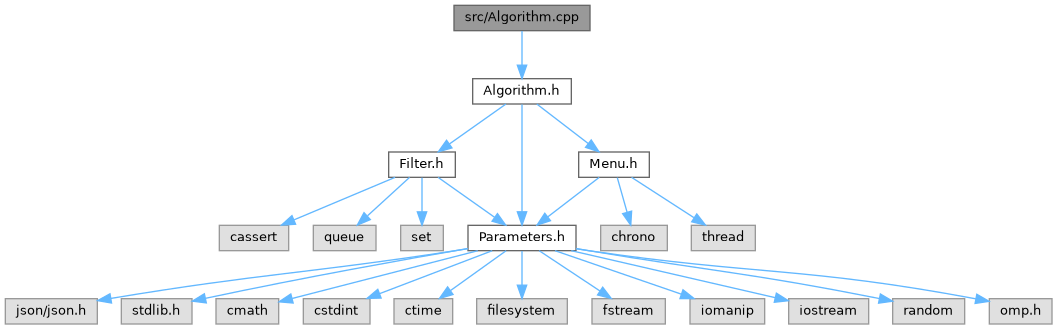 src/Algorithm.cpp
Algorithm.h
Filter.h
Menu.h
cassert
queue
set
Parameters.h
chrono
thread
json/json.h
stdlib.h
cmath
cstdint
ctime
filesystem
fstream
iomanip
iostream
random
omp.h